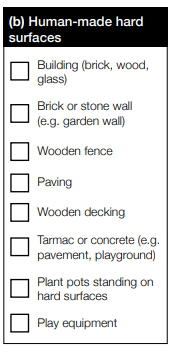 (b) Human-made hard
surfaces
Building (brick, wood,
glass)
Brick or stone wall
(e.g. garden wall)
Wooden fence
Paving
Wooden decking
Tarmac or concrete (e.g.
pavement, playground)
Plant pots standing on
hard surfaces
Play equipment